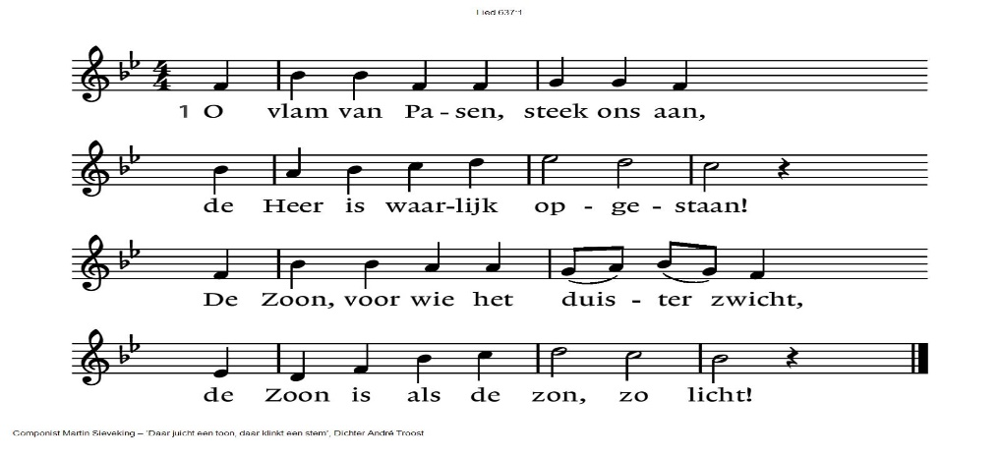 Lied 637:1
4
4
1 O vlam van Pa - sen, steek ons aan,
de Heer is waar-lijk op - ge - staan!
De Zoon, voor wie het duis - ter zwicht,
de Zoon is als de zon, zo licht!
Componist Martin Sieveking – 'Daar juicht een toon, daar klinkt een stem', Dichter André Troost